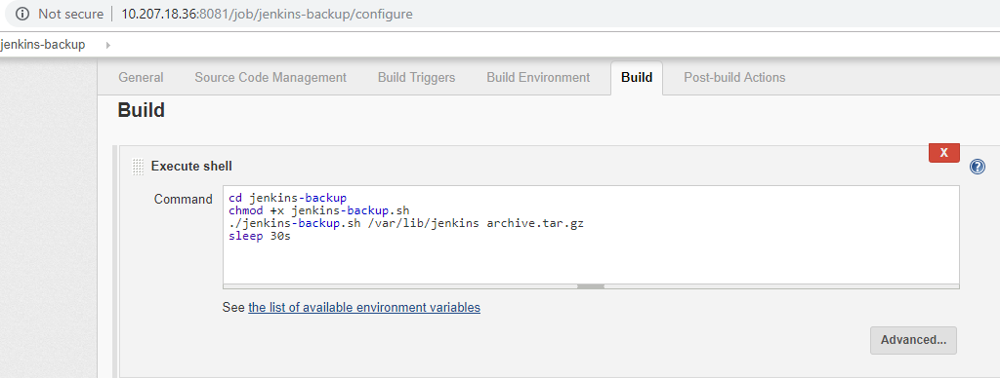 Not secure 10.207.18.36:8081/job/jenkins-backup/configure
jenkins-backup
General Source Code Management Build Triggers Build Environment Build Post-build Actions
Build
X
Execute shell
?
Command
cd jenkins-backup
chmod +x jenkins-backup.sh
./jenkins-backup.sh /var/lib/jenkins archive.tar.gz
sleep 30s
See the list of available environment variables
Advanced...